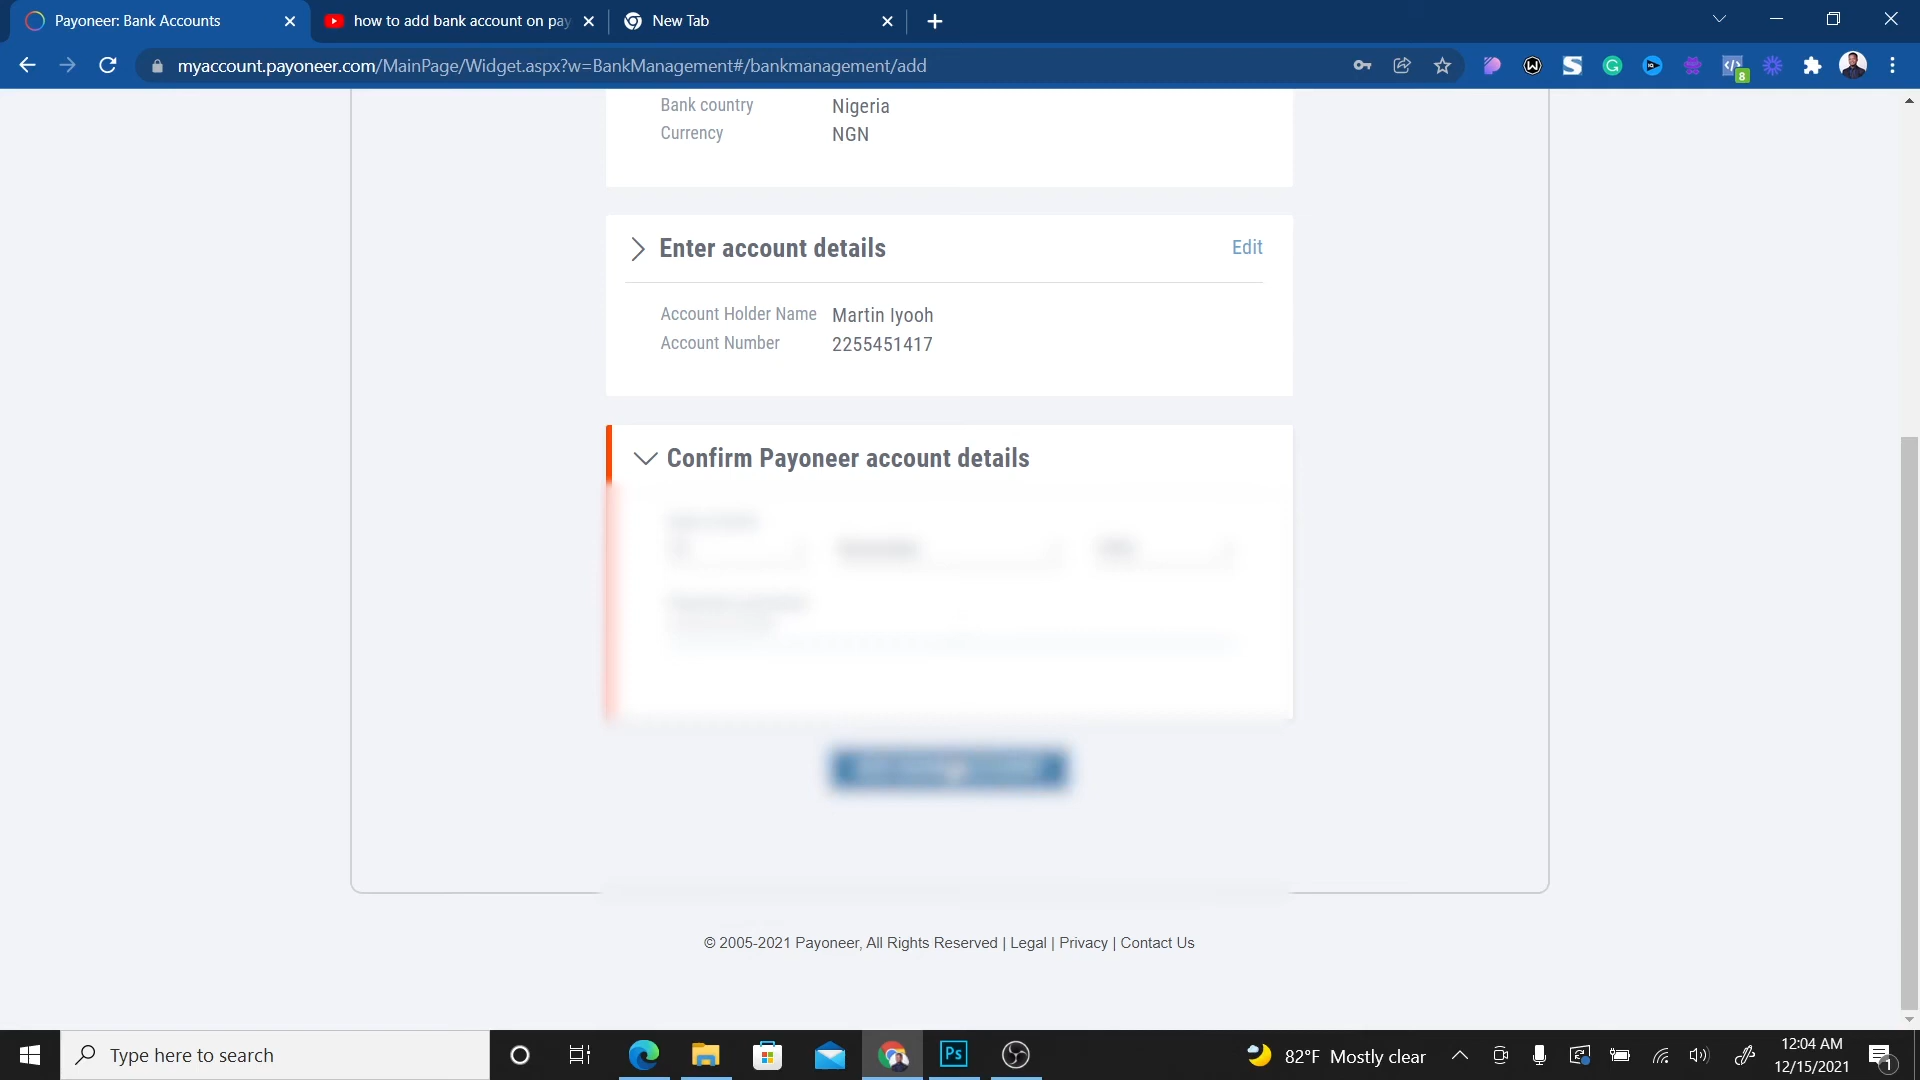 Payoneer: Bank Accounts
how to add bank account on pay
New Tab
myaccount.payoneer.com/MainPage/Widget.aspx?w=BankManagement#/bankmanagement/add
8
Bank country Nigeria
Currency NGN
Enter account details Edit
Account Holder Name Martin Iyooh
Account Number 2255451417
Confirm Payoneer account details
© 2005-2021 Payoneer, All Rights Reserved | Legal | Privacy | Contact Us
Type here to search
Ps
82°F Mostly clear
12:04 AM
12/15/2021
1